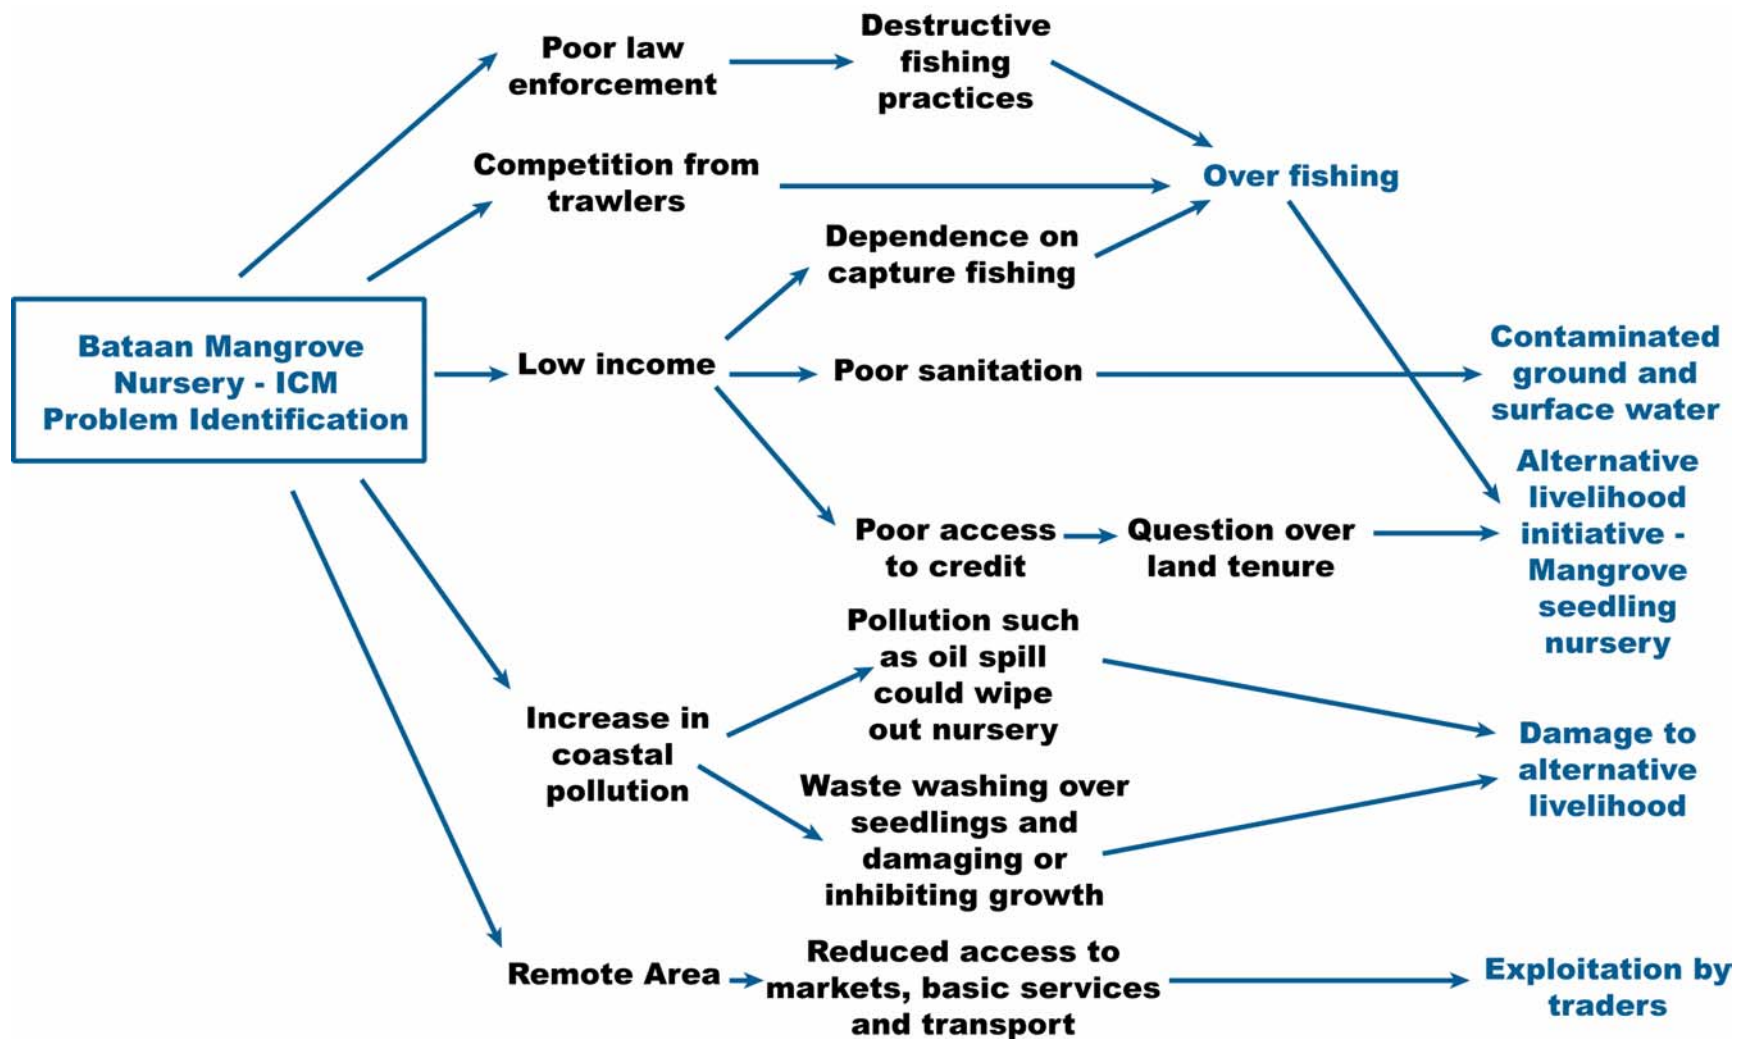 Poor law
enforcement
Destructive
fishing
practices
Competition from
trawlers
Over fishing
Dependence on
capture fishing
Bataan Mangrove
Nursery - ICM
Problem Identification
Low income
Poor sanitation
Contaminated
ground and
surface water
Poor access
to credit
Question over
land tenure
Alternative
livelihood
initiative -
Mangrove
seedling
nursery
Increase in
coastal
pollution
Pollution such
as oil spill
could wipe
out nursery
Waste washing over
seedlings and
damaging or
inhibiting growth
Damage to
alternative
livelihood
Remote Area
Reduced access to
markets, basic services
and transport
Exploitation by
traders